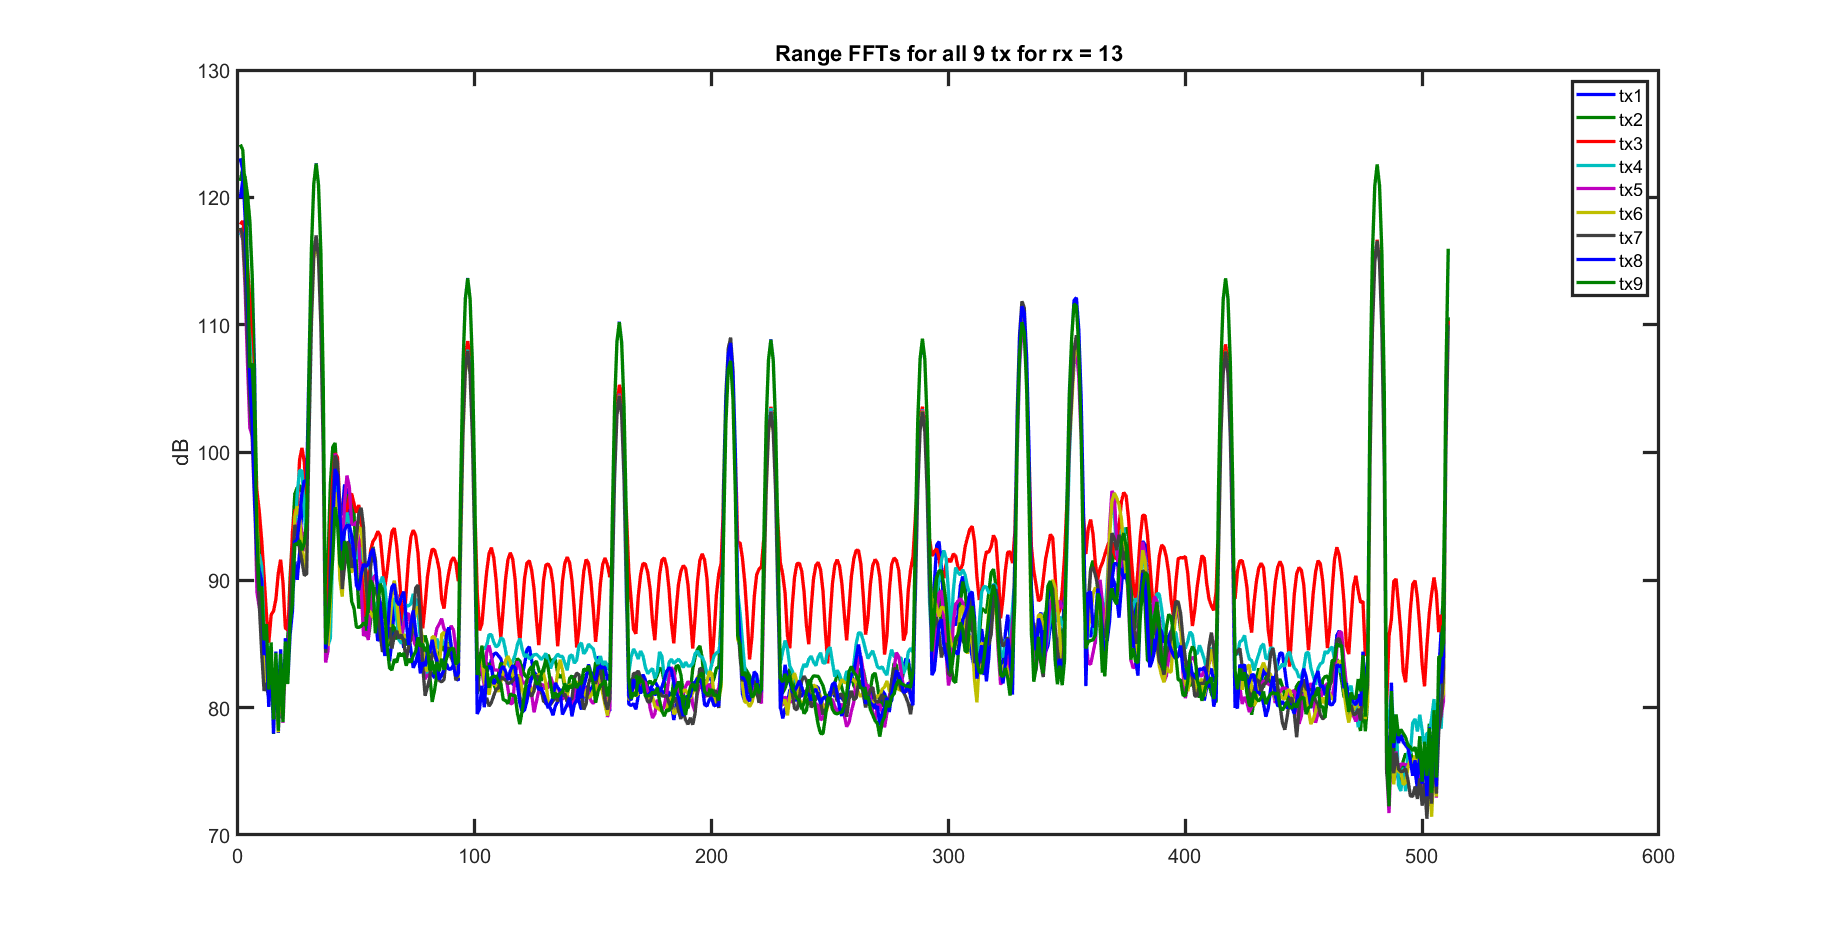 Range FFTs for all 9 tx for rx = 13
130
120
110
100
90
80
70
dB
0
100
200
300
400
500
600
tx1
tx2
tx3
tx4
tx5
tx6
tx7
tx8
tx9